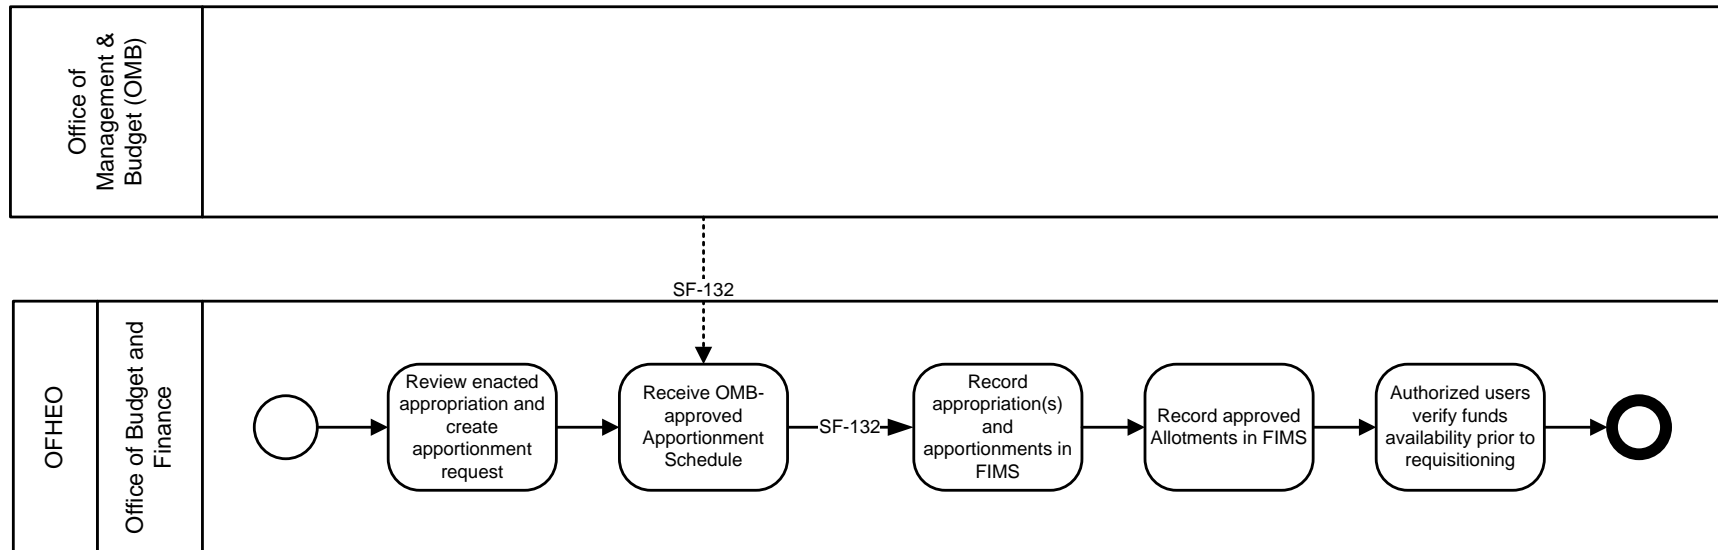 Office of
Management &
Budget (OMB)
SF-132
OFHEO
Office of Budget and
Finance
Review enacted
appropriation and
create
apportionment
request
Receive OMB-
approved
Apportionment
Schedule
SF-132
Record
appropriation(s)
and
apportionments in
FIMS
Record approved
Allotments in FIMS
Authorized users
verify funds
availability prior to
requisitioning